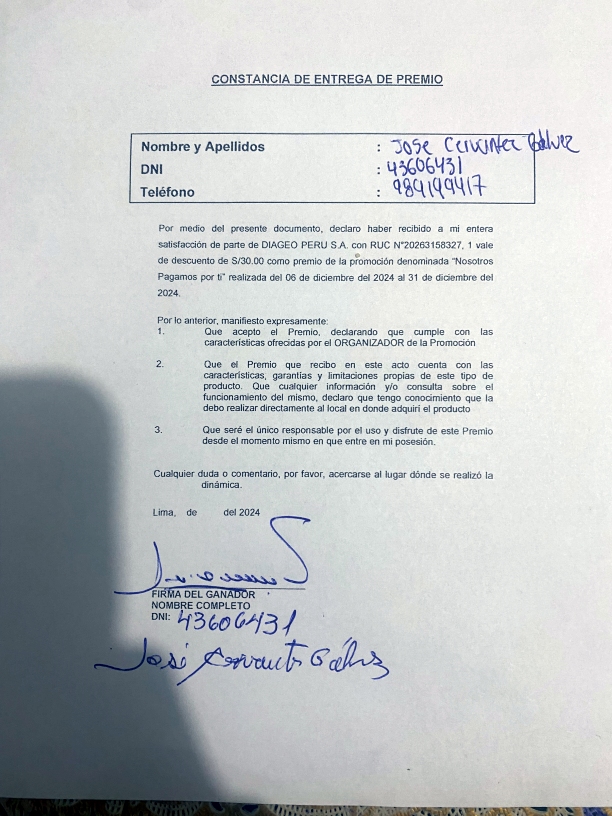 CONSTANCIA DE ENTREGA DE PREMIO
Nombre y Apellidos : JOSE Cervantes Gálvez
DNI : 43606431
Teléfono : 989199417
Por medio del presente documento, declaro haber recibido a mi entera
satisfacción de parte de DIAGEO PERU S.A. con RUC N°20263158327, 1 vale
de descuento de S/30.00 como premio de la promoción denominada "Nosotros
Pagamos por ti" realizada del 06 de diciembre del 2024 al 31 de diciembre del
2024.
Por lo anterior, manifiesto expresamente:
1. Que acepto el Premio, declarando que cumple con las
características ofrecidas por el ORGANIZADOR de la Promoción
2. Que el Premio que recibo en este acto cuenta con las
características, garantías y limitaciones propias de este tipo de
producto. Que cualquier información y/o consulta sobre el
funcionamiento del mismo, declaro que tengo conocimiento que la
debo realizar directamente al local en donde adquirí el producto
3. Que seré el único responsable por el uso y disfrute de este Premio
desde el momento mismo en que entre en mi posesión.
Cualquier duda o comentario, por favor, acercarse al lugar dónde se realizó la
dinámica.
Lima, de del 2024
FIRMA DEL GANADOR
NOMBRE COMPLETO
DNI: 43606431
José Cervantes Gálvez